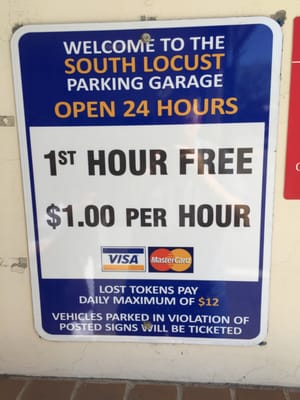 WELCOME TO THE
SOUTH LOCUST
PARKING GARAGE
OPEN 24 HOURS
1ST HOUR FREE
$1.00 PER HOUR
VISA MasterCard
LOST TOKENS PAY
DAILY MAXIMUM OF $12
VEHICLES PARKED IN VIOLATION OF
POSTED SIGNS WILL BE TICKETED